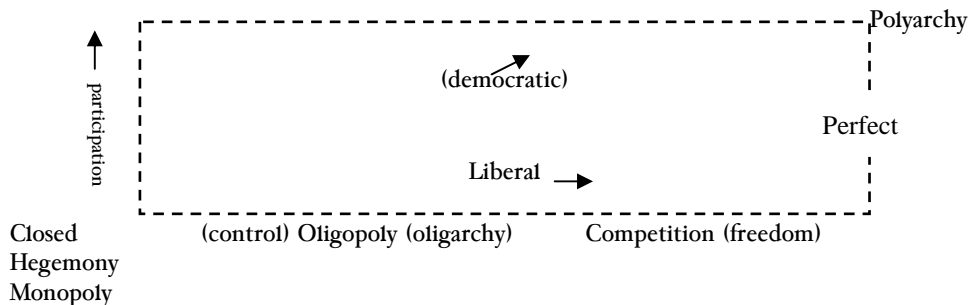 Polyarchy
participation
(democratic)
Perfect
Liberal
Closed (control) Oligopoly (oligarchy) Competition (freedom)
Hegemony
Monopoly